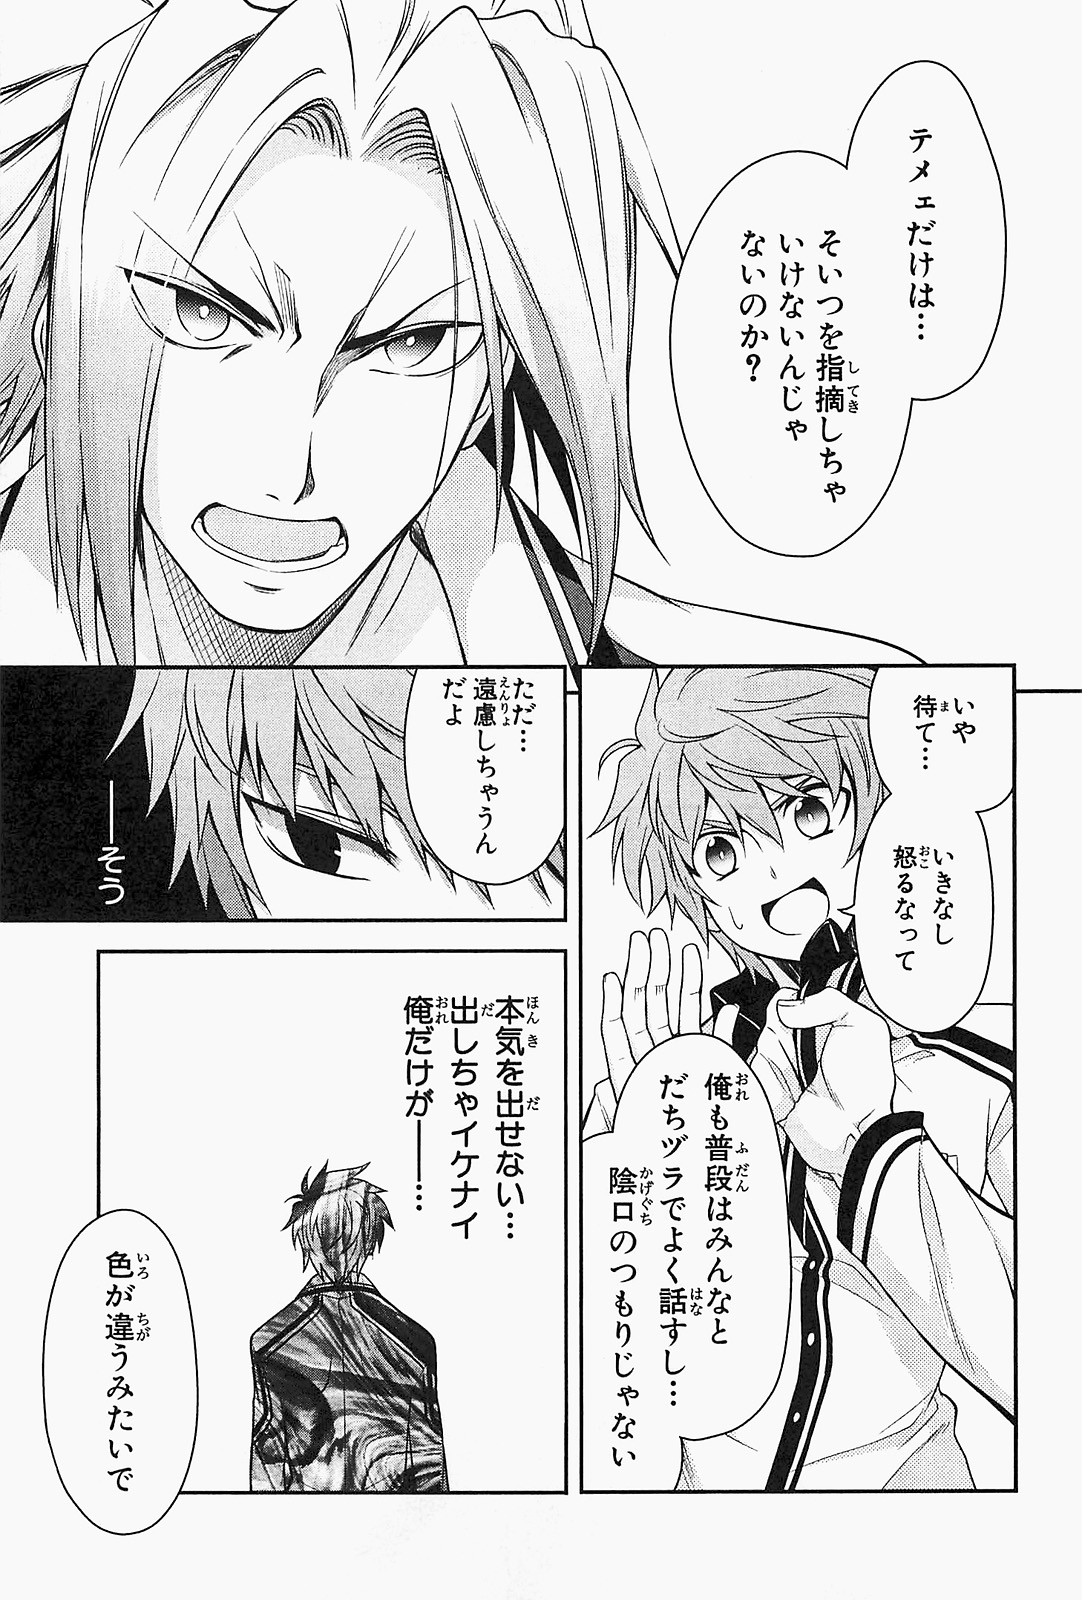 テメェだけは…
そいつを指摘しちゃ
いけないんじゃ
ないのか？
いや
待て…
いきなし
怒るなって
俺も普段はみんなと
だちヅラでよく話すし…
陰口のつもりじゃない
ただ…
遠慮しちゃうん
だよ
――そう
本気を出せない…
出しちゃイケナイ
俺だけが――…
色が違うみたいで